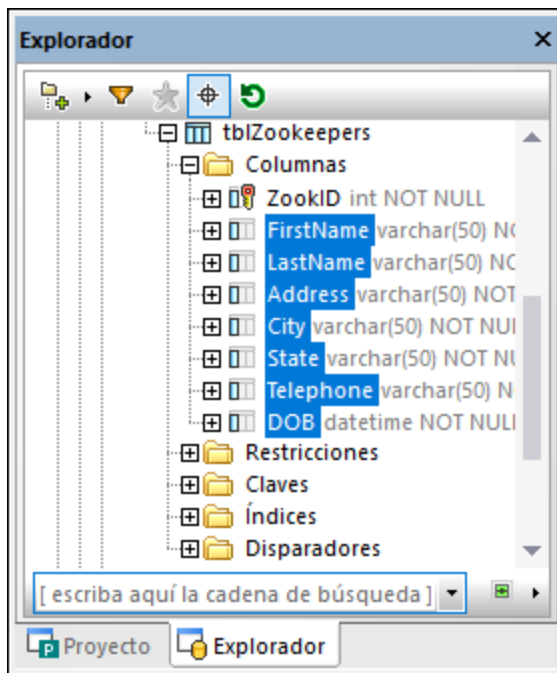 Explorador
tblZookeepers
Columnas
ZookID int NOT NULL
FirstName varchar(50) NO
LastName varchar(50) NO
Address varchar(50) NOT
City varchar(50) NOT NUL
State varchar(50) NOT NU
Telephone varchar(50) N
DOB datetime NOT NULL
Restricciones
Claves
Índices
Disparadores
[ escriba aquí la cadena de búsqueda ]
Proyecto Explorador